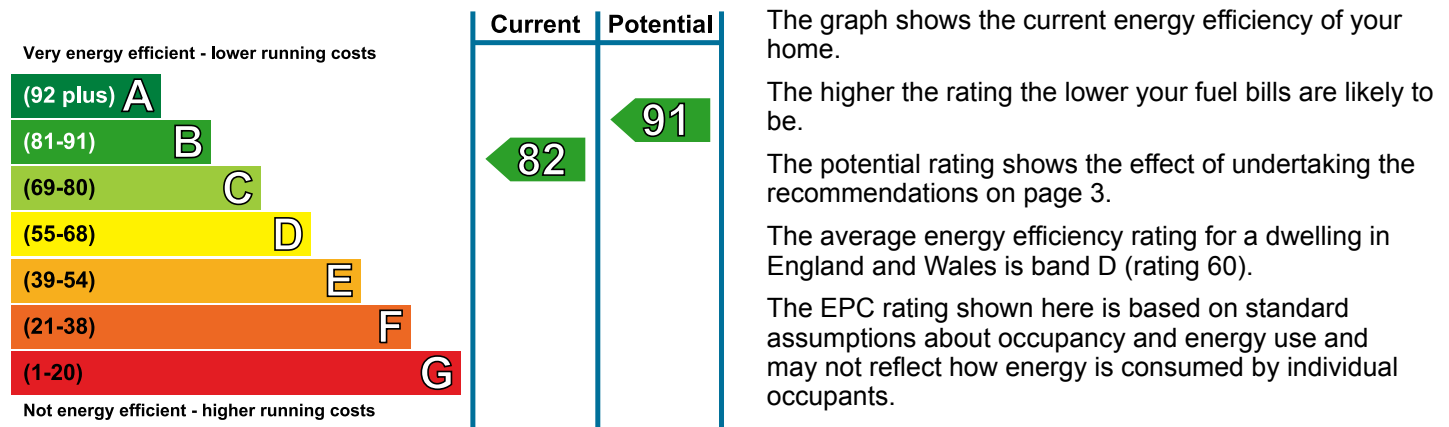 Current Potential
Very energy efficient - lower running costs
(92 plus) A
(81-91) B
(69-80) C
(55-68) D
(39-54) E
(21-38) F
(1-20) G
Not energy efficient - higher running costs
82
91
The graph shows the current energy efficiency of your
home.
The higher the rating the lower your fuel bills are likely to
be.
The potential rating shows the effect of undertaking the
recommendations on page 3.
The average energy efficiency rating for a dwelling in
England and Wales is band D (rating 60).
The EPC rating shown here is based on standard
assumptions about occupancy and energy use and
may not reflect how energy is consumed by individual
occupants.